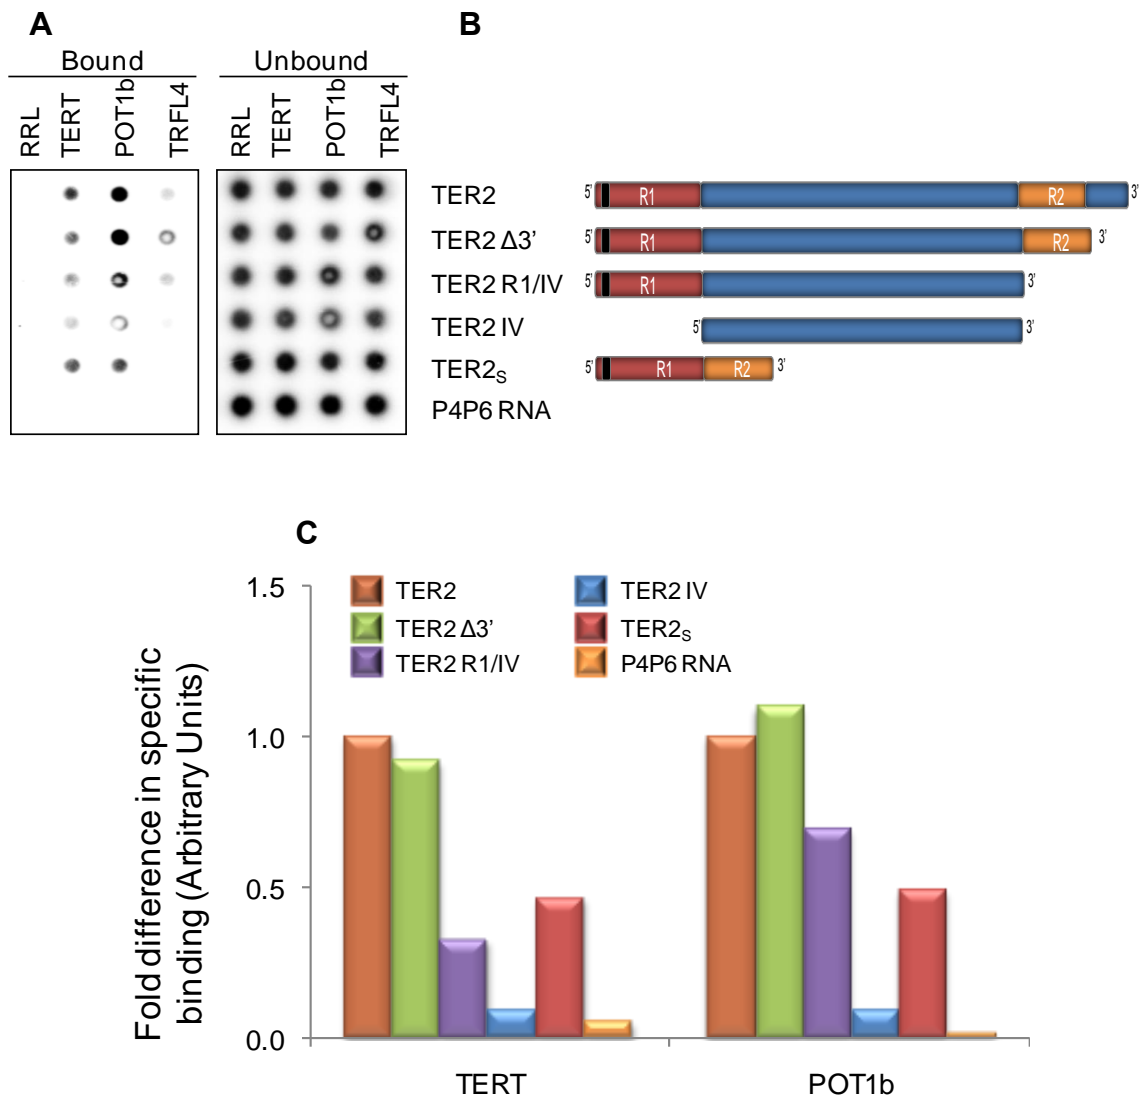 A
B
Bound
Unbound
RRL
TERT
POT1b
TRFL4
RRL
TERT
POT1b
TRFL4
TER2
5' R1 R2 3'
TER2 Δ3'
5' R1 R2 3'
TER2 R1/IV
5' R1 3'
TER2 IV
5' 3'
TER2S
5' R1 R2 3'
P4P6 RNA
C
Fold difference in specific
binding (Arbitrary Units)
1.5
1.0
0.5
0.0
TER2
TER2 Δ3'
TER2 R1/IV
TER2 IV
TER2S
P4P6 RNA
TERT
POT1b